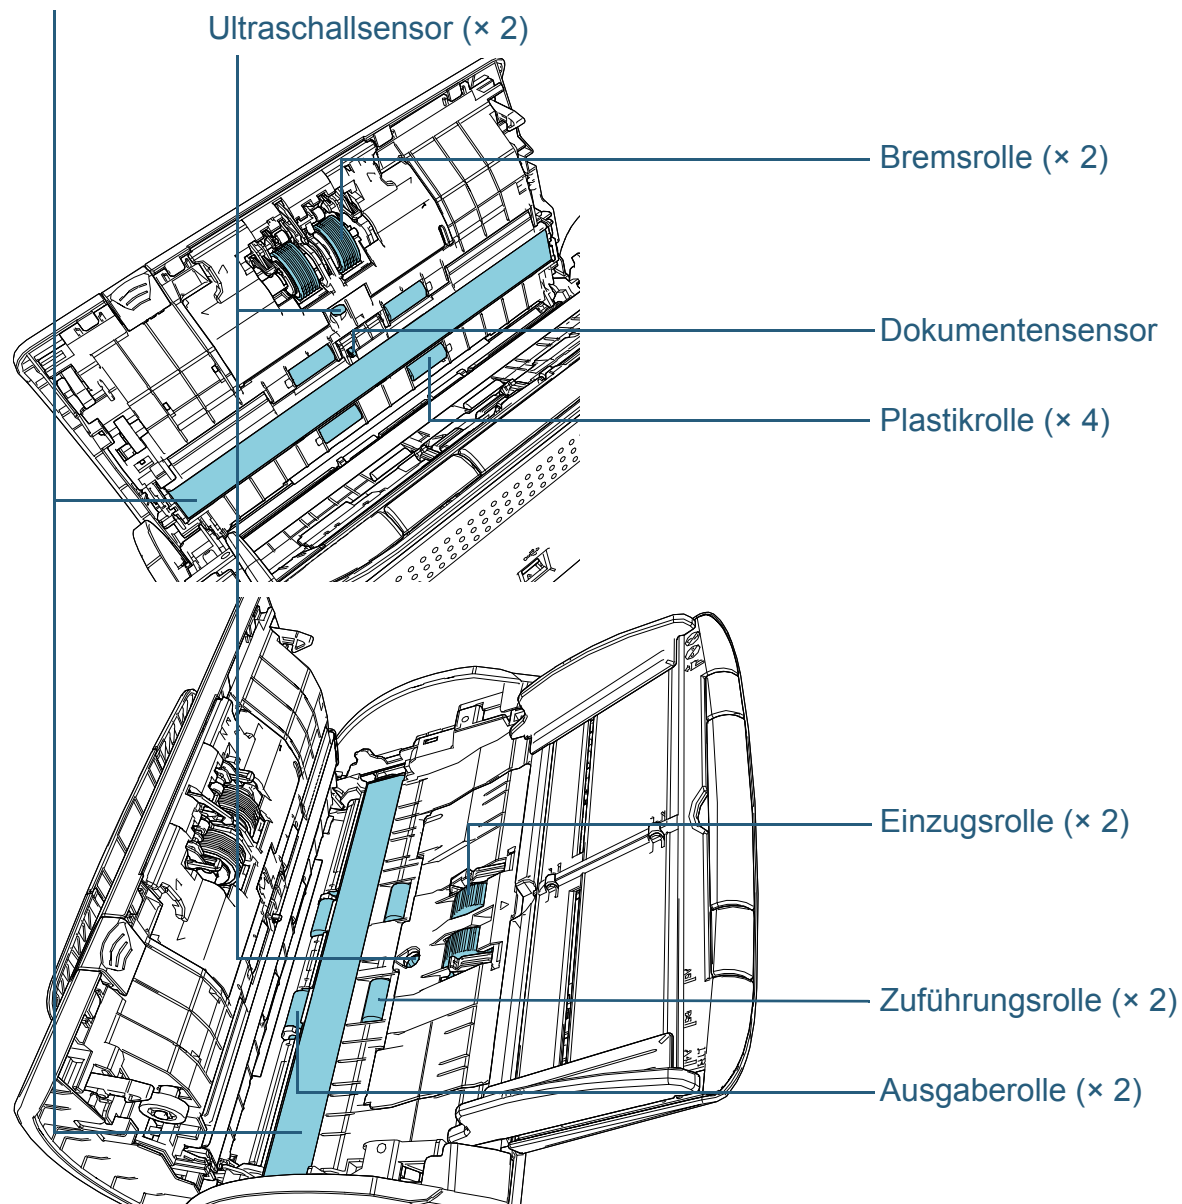 Ultraschallsensor (× 2)
Bremsrolle (× 2)
Dokumentensensor
Plastikrolle (× 4)
Einzugsrolle (× 2)
Zuführungsrolle (× 2)
Ausgaberolle (× 2)